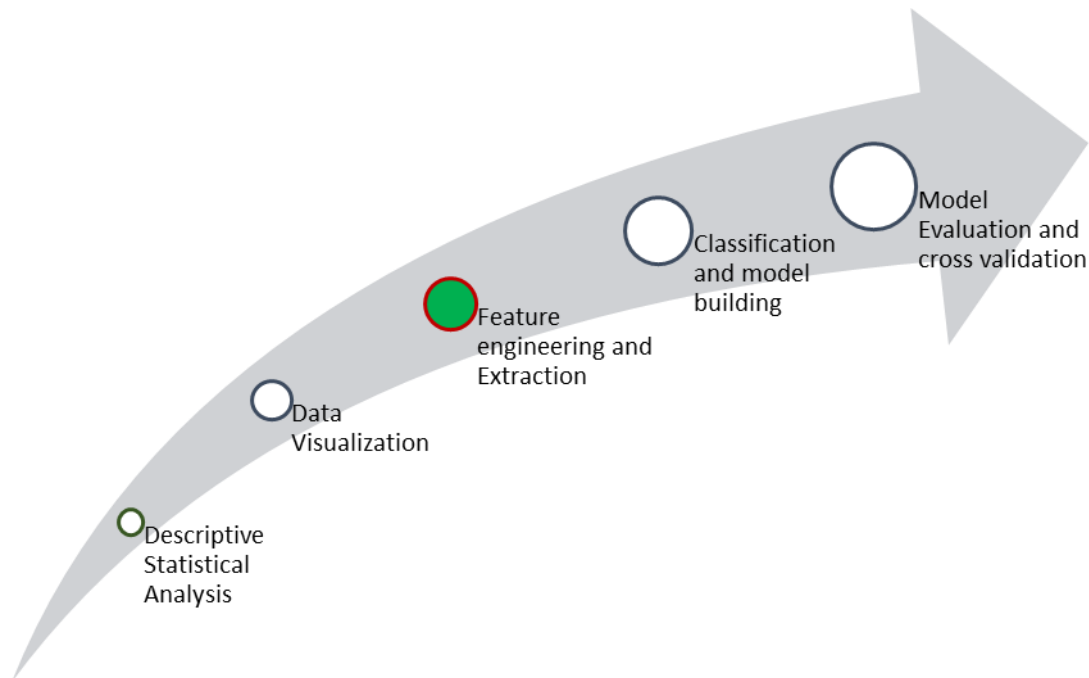 Descriptive
Statistical
Analysis
Data
Visualization
Feature
engineering and
Extraction
Classification
and model
building
Model
Evaluation and
cross validation